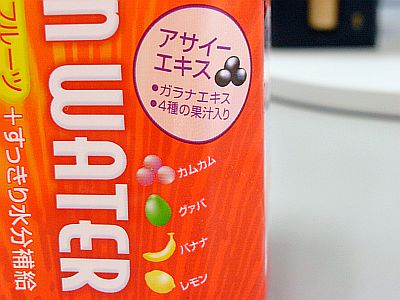 アサイー
エキス
●ガラナエキス
●4種の果汁入り
カムカム
グァバ
バナナ
レモン
N WATER
フルーツ
+すっきり水分補給